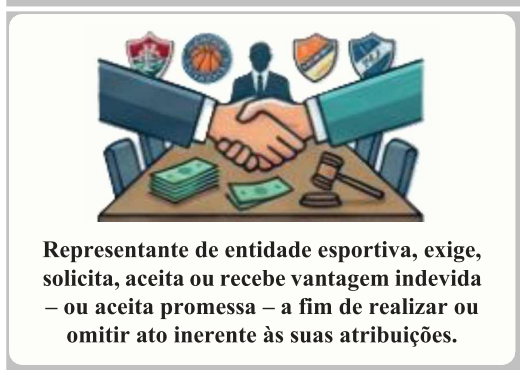 Representante de entidade esportiva, exige,
solicita, aceita ou recebe vantagem indevida
– ou aceita promessa – a fim de realizar ou
omitir ato inerente às suas atribuições.